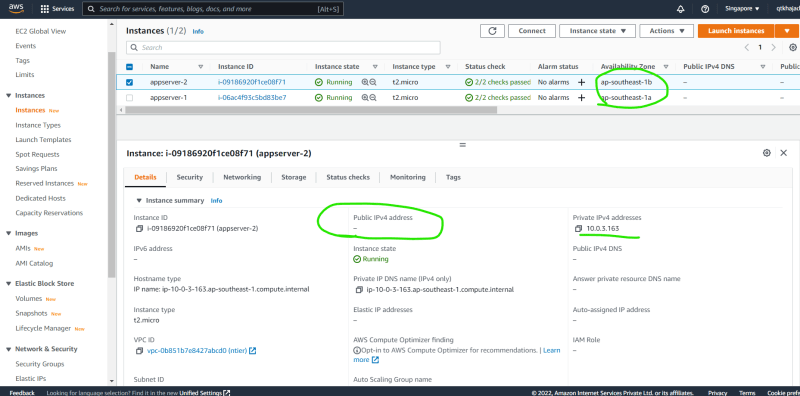 aws Services Search for services, features, blogs, docs, and more [Alt+S] Singapore qtkhajad
EC2 Global View
Events
Tags
Limits
Instances New
Instances New
Instance Types
Launch Templates
Spot Requests
Savings Plans
Reserved Instances New
Dedicated Hosts
Capacity Reservations
Images
AMIs New
AMI Catalog
Elastic Block Store
Volumes New
Snapshots New
Lifecycle Manager New
Network & Security
Security Groups
Elastic IPs
Instances (1/2) Info Connect Instance state Actions Launch Instances
Search 1
Name Instance ID Instance state Instance type Status check Alarm status Availability Zone Public IPv4 DNS Public
appserver-2 i-09186920f1ce08f71 Running t2.micro 2/2 checks passed No alarms + ap-southeast-1b – –
appserver-1 i-06ac4f93c5bd83be7 Running t2.micro 2/2 checks passed No alarms + ap-southeast-1a – –
Instance: i-09186920f1ce08f71 (appserver-2)
Details Security Networking Storage Status checks Monitoring Tags
Instance summary Info
Instance ID Public IPv4 address Private IPv4 addresses
i-09186920f1ce08f71 (appserver-2) – 10.0.3.163
IPv6 address Instance state Public IPv4 DNS
– Running –
Hostname type Private IP DNS name (IPv4 only) Answer private resource DNS name
IP name: ip-10-0-3-163.ap-southeast-1.compute.internal ip-10-0-3-163.ap-southeast-1.compute.internal –
Instance type Elastic IP addresses Auto-assigned IP address
t2.micro – –
VPC ID AWS Compute Optimizer finding IAM Role
vpc-0b851b7e8427abcd0 (ntier) Opt-in to AWS Compute Optimizer for recommendations. | Learn more –
Subnet ID Auto Scaling Group name
Feedback Looking for language selection? Find it in the new Unified Settings © 2022, Amazon Internet Services Private Ltd. or its affiliates. Privacy Terms Cookie prefe